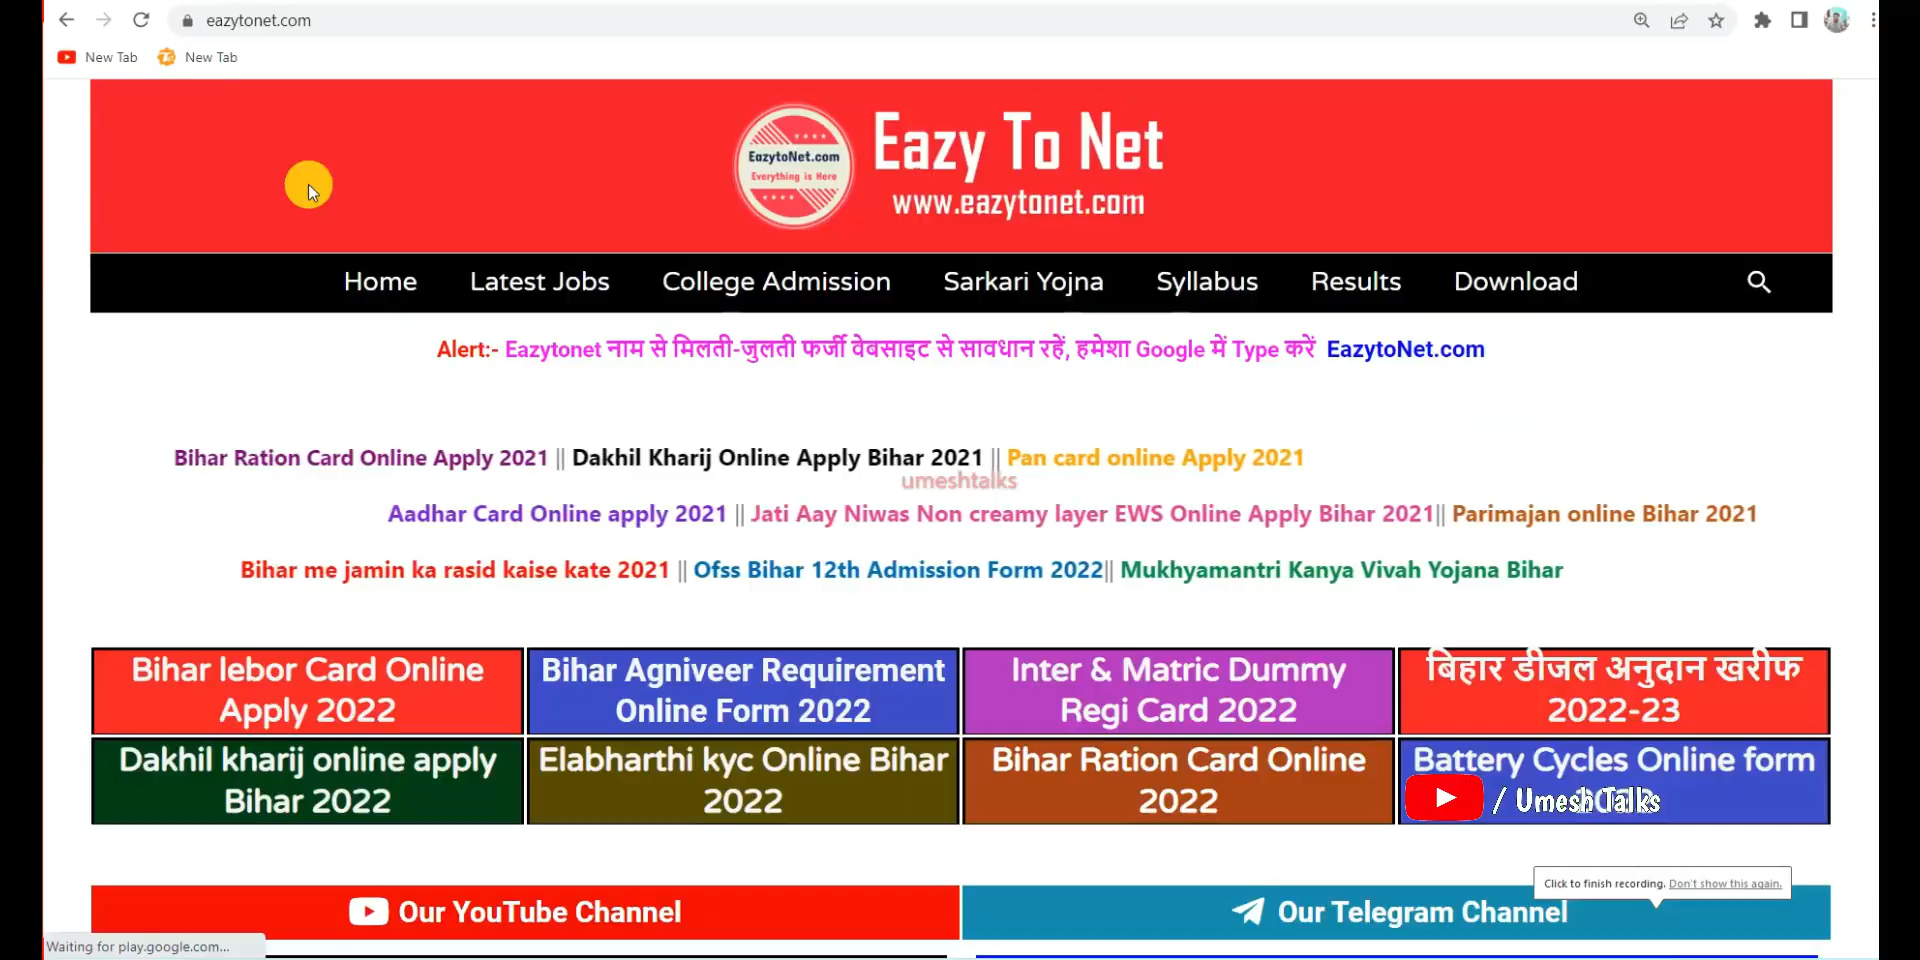 eazytonet.com
New Tab
New Tab
EazytoNet.com
Everything is Here
Eazy To Net
www.eazytonet.com
Home Latest Jobs College Admission Sarkari Yojna Syllabus Results Download
Alert:- Eazytonet नाम से मिलती-जुलती फर्जी वेबसाइट से सावधान रहें, हमेशा Google में Type करें EazytoNet.com
Bihar Ration Card Online Apply 2021 || Dakhil Kharij Online Apply Bihar 2021 || Pan card online Apply 2021
umeshtalks
Aadhar Card Online apply 2021 || Jati Aay Niwas Non creamy layer EWS Online Apply Bihar 2021|| Parimajan online Bihar 2021
Bihar me jamin ka rasid kaise kate 2021 || Ofss Bihar 12th Admission Form 2022|| Mukhyamantri Kanya Vivah Yojana Bihar
Bihar lebor Card Online
Apply 2022
Bihar Agniveer Requirement
Online Form 2022
Inter & Matric Dummy
Regi Card 2022
बिहार डीजल अनुदान खरीफ
2022-23
Dakhil kharij online apply
Bihar 2022
Elabharthi kyc Online Bihar
2022
Bihar Ration Card Online
2022
Battery Cycles Online form
/ Umesh Talks
Click to finish recording. Don't show this again.
Our YouTube Channel
Our Telegram Channel
Waiting for play.google.com...